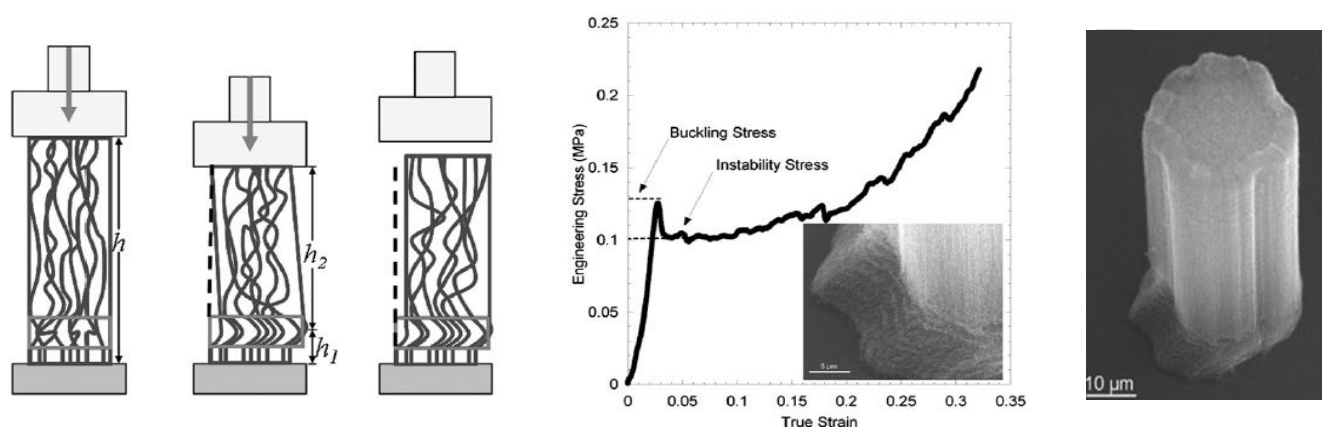 h
h2
h1
Engineering Stress (MPa)
0.25
0.2
0.15
0.1
0.05
0
Buckling Stress
Instability Stress
5 µm
0 0.05 0.1 0.15 0.2 0.25 0.3 0.35
True Strain
10 µm